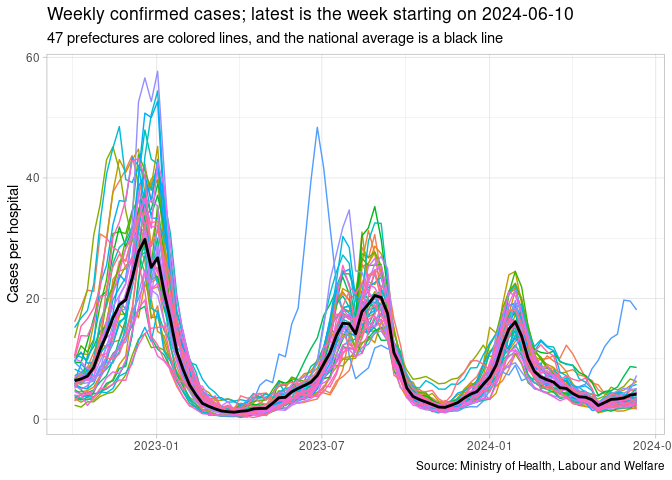 Weekly confirmed cases; latest is the week starting on 2024-06-10
47 prefectures are colored lines, and the national average is a black line
Cases per hospital
60
40
20
0
2023-01
2023-07
2024-01
2024-0
Source: Ministry of Health, Labour and Welfare